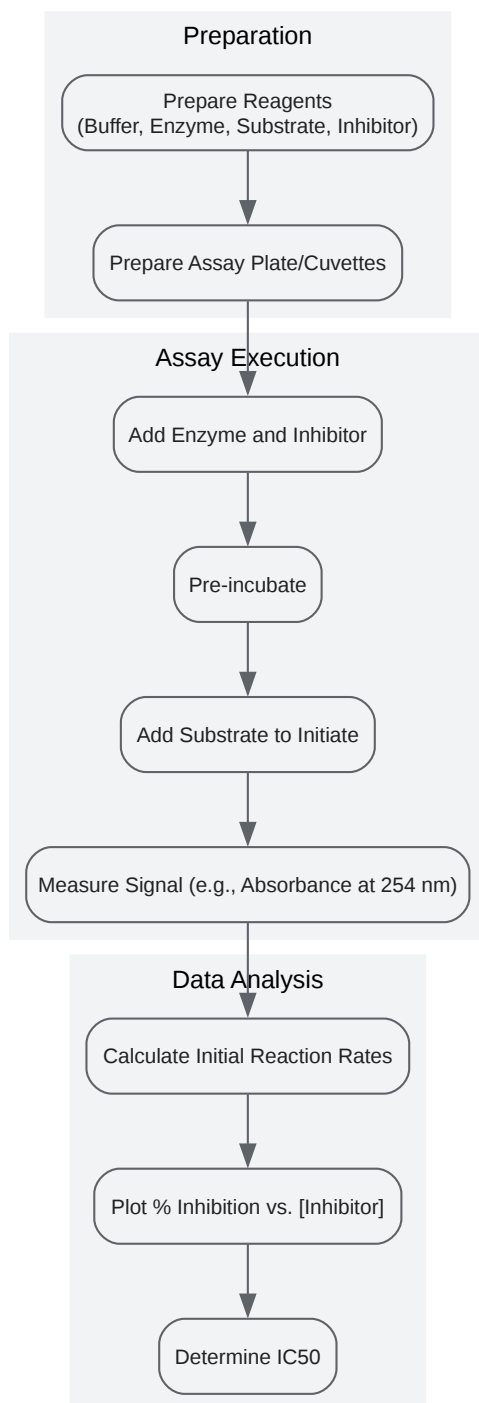 Preparation
Prepare Reagents
(Buffer, Enzyme, Substrate, Inhibitor)
Prepare Assay Plate/Cuvettes
Assay Execution
Add Enzyme and Inhibitor
Pre-incubate
Add Substrate to Initiate
Measure Signal (e.g., Absorbance at 254 nm)
Data Analysis
Calculate Initial Reaction Rates
Plot % Inhibition vs. [Inhibitor]
Determine IC50